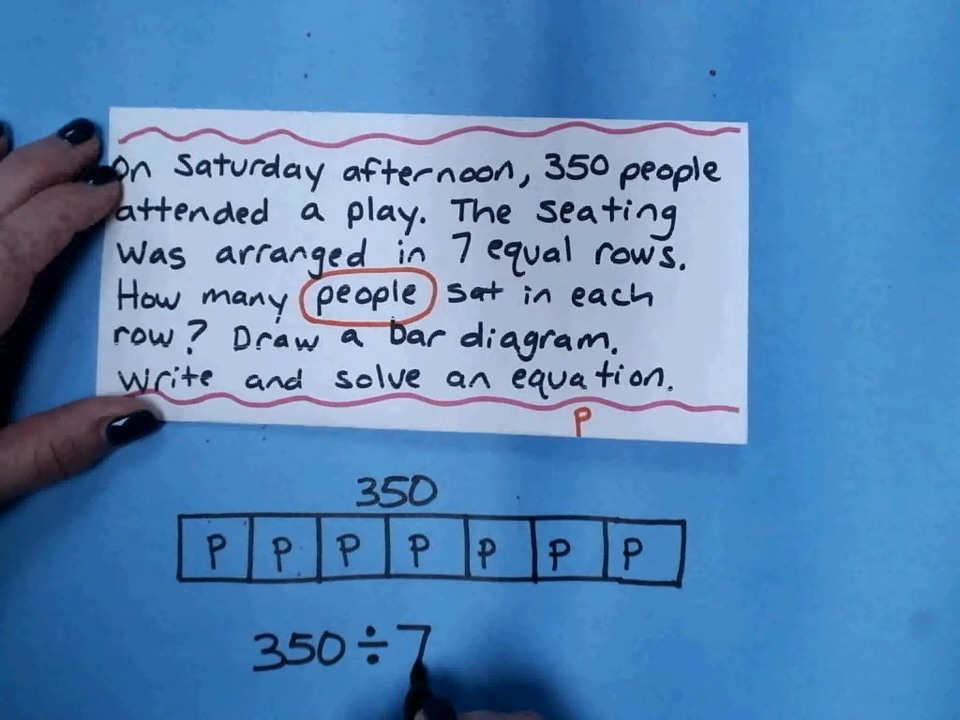 On Saturday afternoon, 350 people
attended a play. The seating
was arranged in 7 equal rows.
How many people sat in each
row? Draw a bar diagram.
Write and solve an equation.
P
350
P P P P P P P
350 ÷ 7